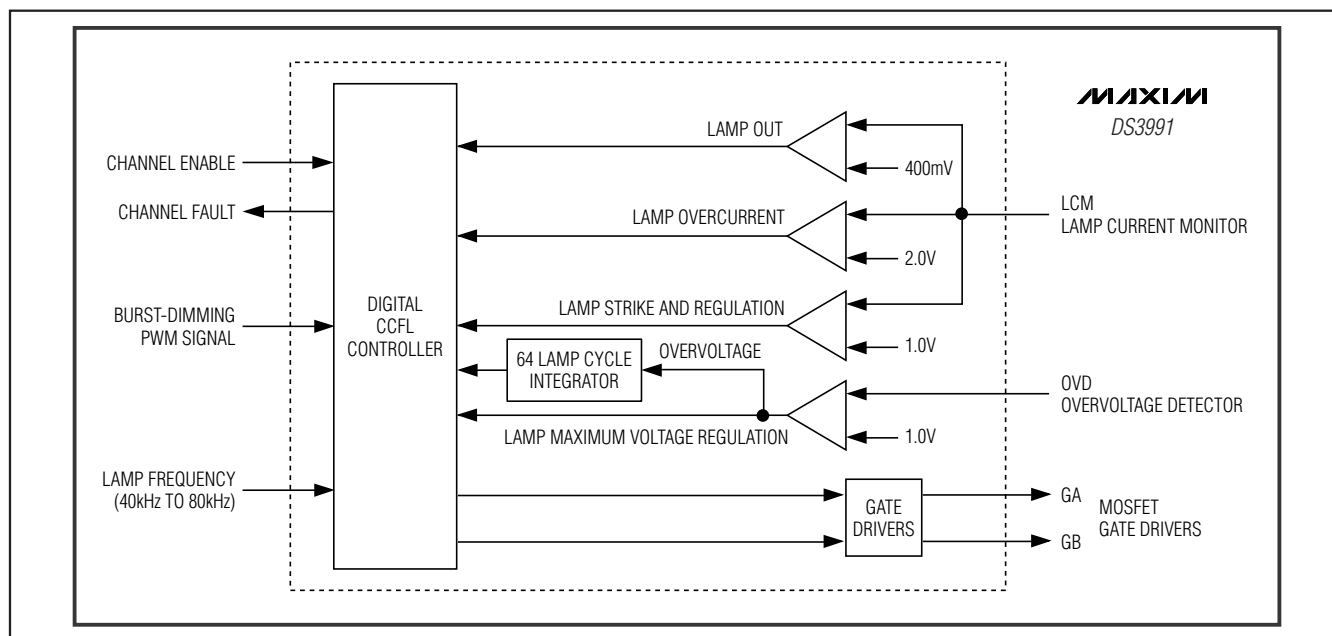 MAXIM
DS3991
LAMP OUT
400mV
CHANNEL ENABLE
CHANNEL FAULT
LAMP OVERCURRENT
2.0V
LCM
LAMP CURRENT MONITOR
BURST-DIMMING
PWM SIGNAL
DIGITAL
CCFL
CONTROLLER
LAMP STRIKE AND REGULATION
1.0V
64 LAMP CYCLE
INTEGRATOR
OVERVOLTAGE
LAMP MAXIMUM VOLTAGE REGULATION
1.0V
OVD
OVERVOLTAGE DETECTOR
LAMP FREQUENCY
(40kHz TO 80kHz)
GATE
DRIVERS
GA
GB
MOSFET
GATE DRIVERS